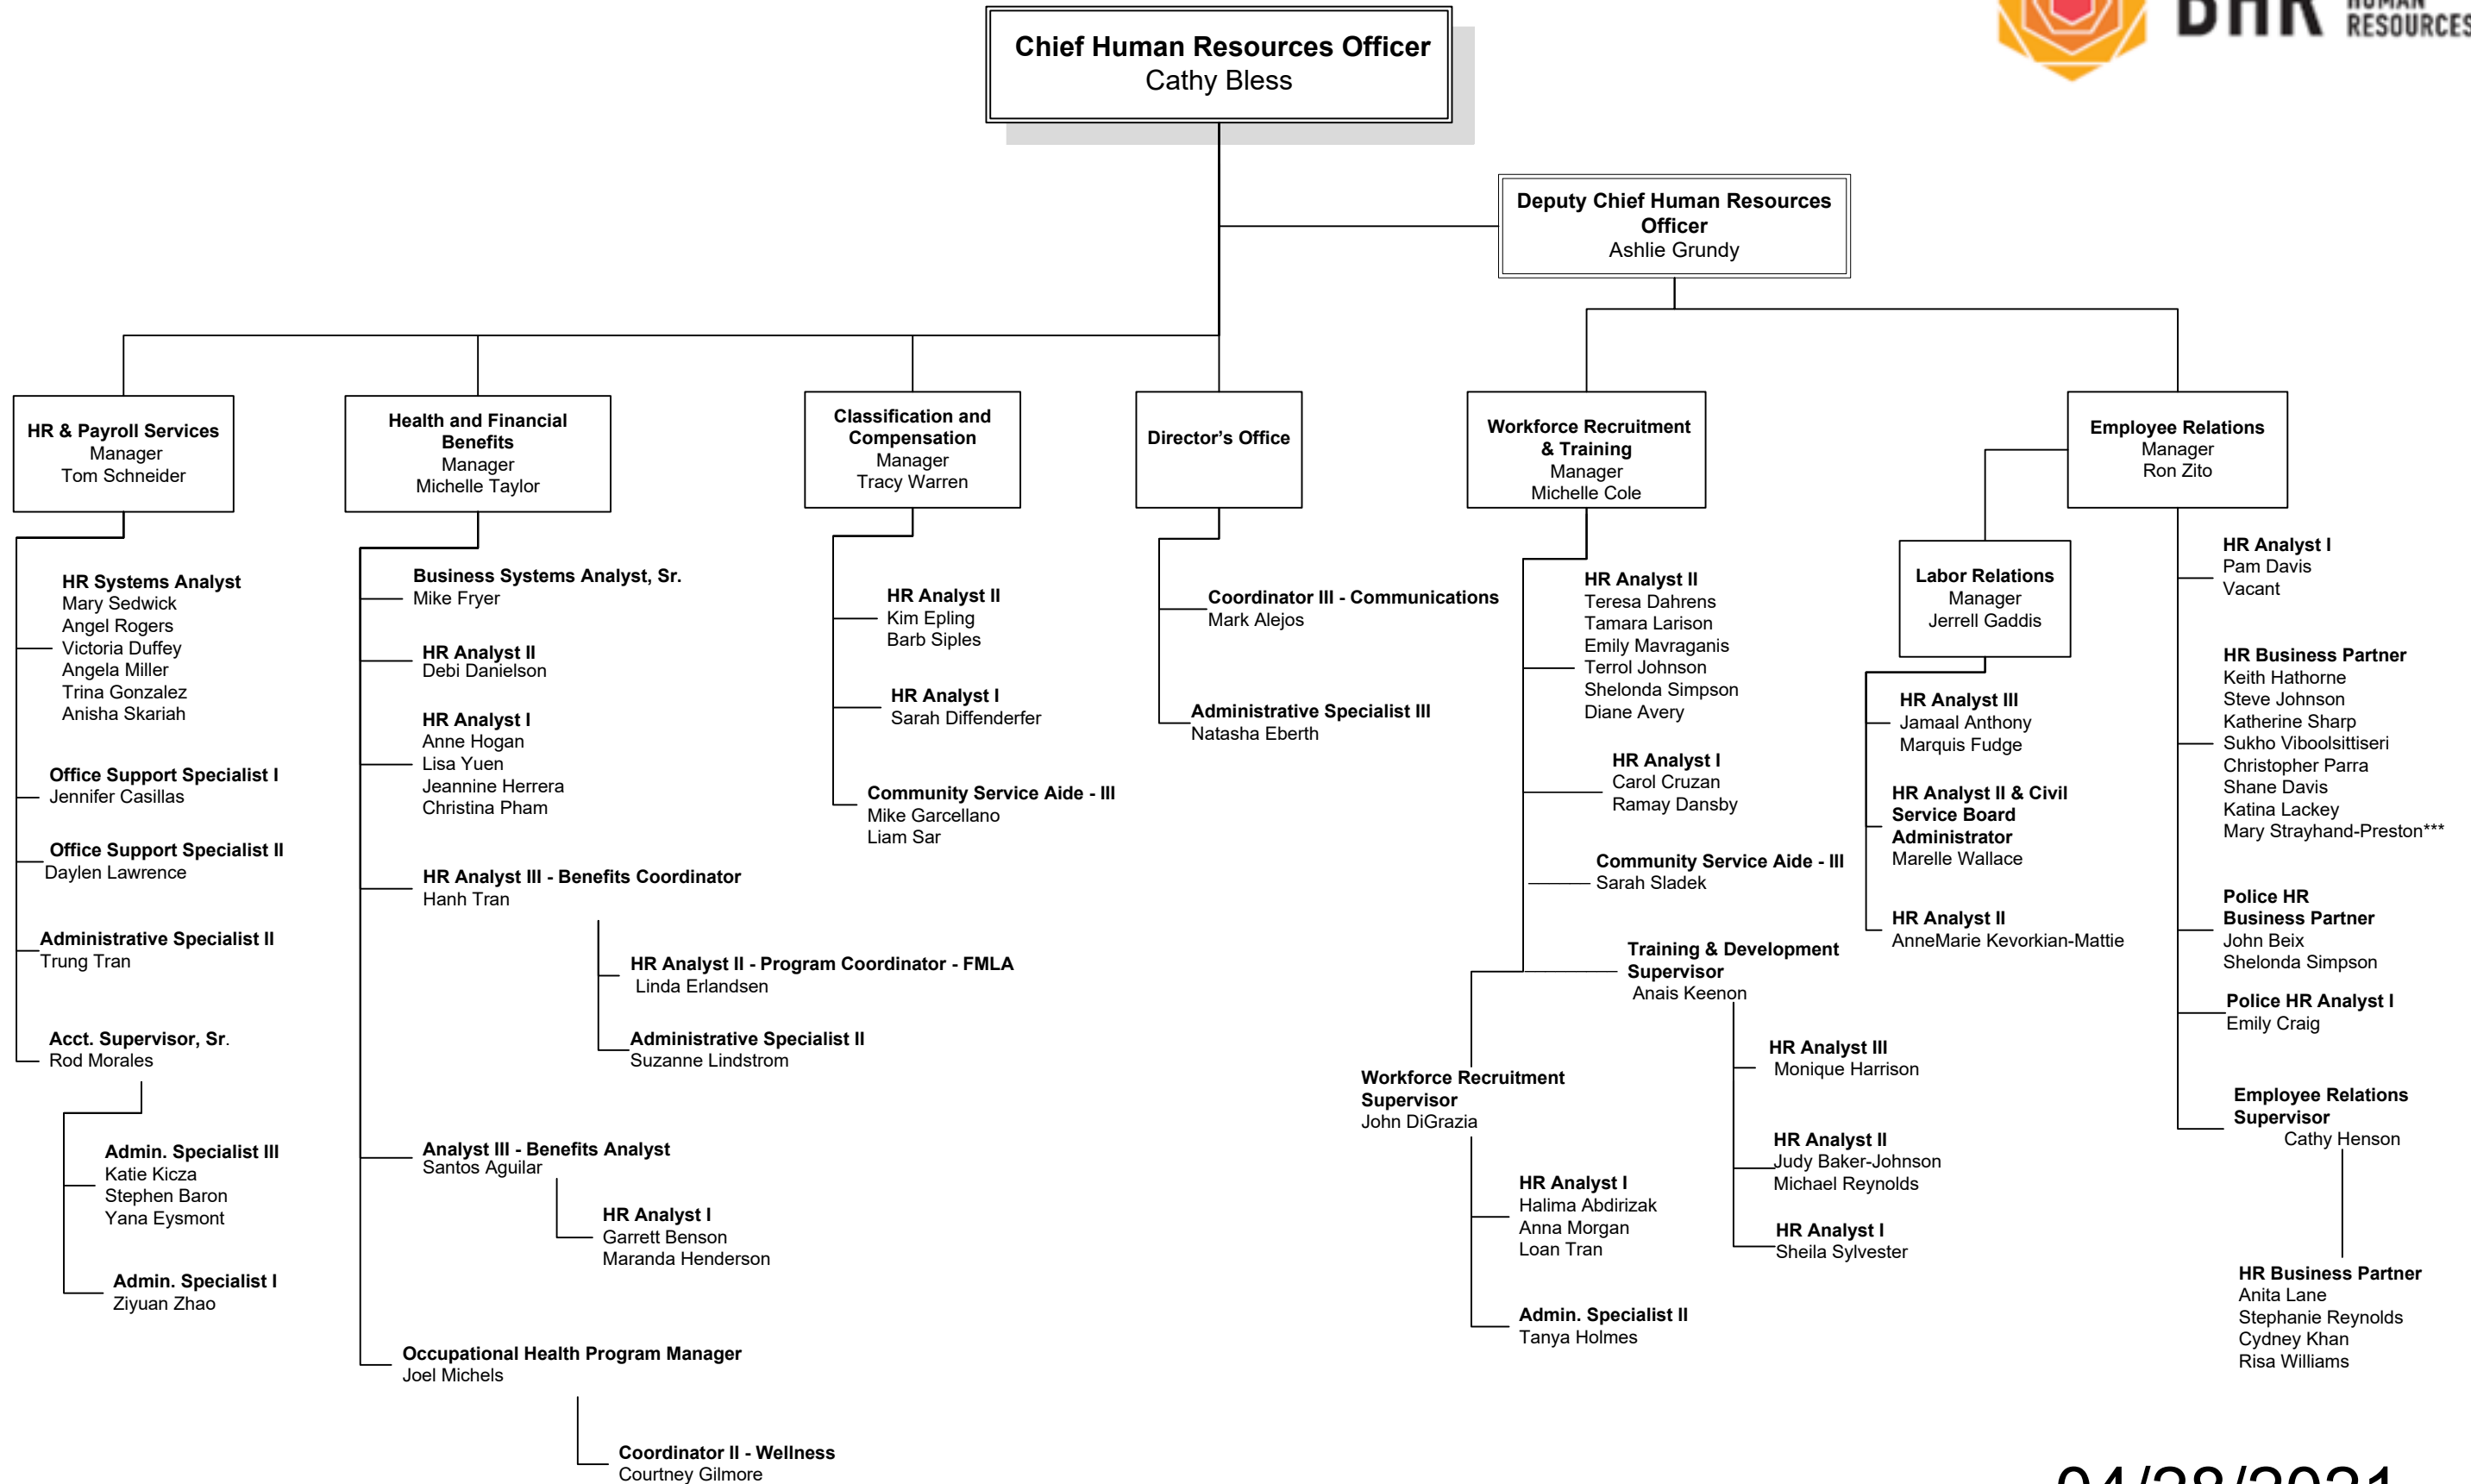 BHR
HUMAN
RESOURCES
Chief Human Resources Officer
Cathy Bless
Deputy Chief Human Resources
Officer
Ashlie Grundy
HR & Payroll Services
Manager
Tom Schneider
HR Systems Analyst
Mary Sedwick
Angel Rogers
Victoria Duffey
Angela Miller
Trina Gonzalez
Anisha Skariah
Office Support Specialist I
Jennifer Casillas
Office Support Specialist II
Daylen Lawrence
Administrative Specialist II
Trung Tran
Acct. Supervisor, Sr.
Rod Morales
Admin. Specialist III
Katie Kicza
Stephen Baron
Yana Eysmont
Admin. Specialist I
Ziyuan Zhao
Health and Financial
Benefits
Manager
Michelle Taylor
Business Systems Analyst, Sr.
Mike Fryer
HR Analyst II
Debi Danielson
HR Analyst I
Anne Hogan
Lisa Yuen
Jeannine Herrera
Christina Pham
HR Analyst III - Benefits Coordinator
Hanh Tran
HR Analyst II - Program Coordinator - FMLA
Linda Erlandsen
Administrative Specialist II
Suzanne Lindstrom
Analyst III - Benefits Analyst
Santos Aguilar
HR Analyst I
Garrett Benson
Maranda Henderson
Occupational Health Program Manager
Joel Michels
Coordinator II - Wellness
Courtney Gilmore
Classification and
Compensation
Manager
Tracy Warren
HR Analyst II
Kim Epling
Barb Siples
HR Analyst I
Sarah Diffenderfer
Community Service Aide - III
Mike Garcellano
Liam Sar
Director's Office
Coordinator III - Communications
Mark Alejos
Administrative Specialist III
Natasha Eberth
Workforce Recruitment
& Training
Manager
Michelle Cole
HR Analyst II
Teresa Dahrens
Tamara Larison
Emily Mavraganis
Terrol Johnson
Shelonda Simpson
Diane Avery
HR Analyst I
Carol Cruzan
Ramay Dansby
Community Service Aide - III
Sarah Sladek
Training & Development
Supervisor
Anais Keenon
HR Analyst III
Monique Harrison
HR Analyst II
Judy Baker-Johnson
Michael Reynolds
HR Analyst I
Sheila Sylvester
Workforce Recruitment
Supervisor
John DiGrazia
HR Analyst I
Halima Abdirizak
Anna Morgan
Loan Tran
Admin. Specialist II
Tanya Holmes
Employee Relations
Manager
Ron Zito
Labor Relations
Manager
Jerrell Gaddis
HR Analyst III
Jamaal Anthony
Marquis Fudge
HR Analyst II & Civil
Service Board
Administrator
Marelle Wallace
HR Analyst II
AnneMarie Kevorkian-Mattie
HR Analyst I
Pam Davis
Vacant
HR Business Partner
Keith Hathorne
Steve Johnson
Katherine Sharp
Sukho Viboolsittiseri
Christopher Parra
Shane Davis
Katina Lackey
Mary Strayhand-Preston***
Police HR
Business Partner
John Beix
Shelonda Simpson
Police HR Analyst I
Emily Craig
Employee Relations
Supervisor
Cathy Henson
HR Business Partner
Anita Lane
Stephanie Reynolds
Cydney Khan
Risa Williams
04/28/2021